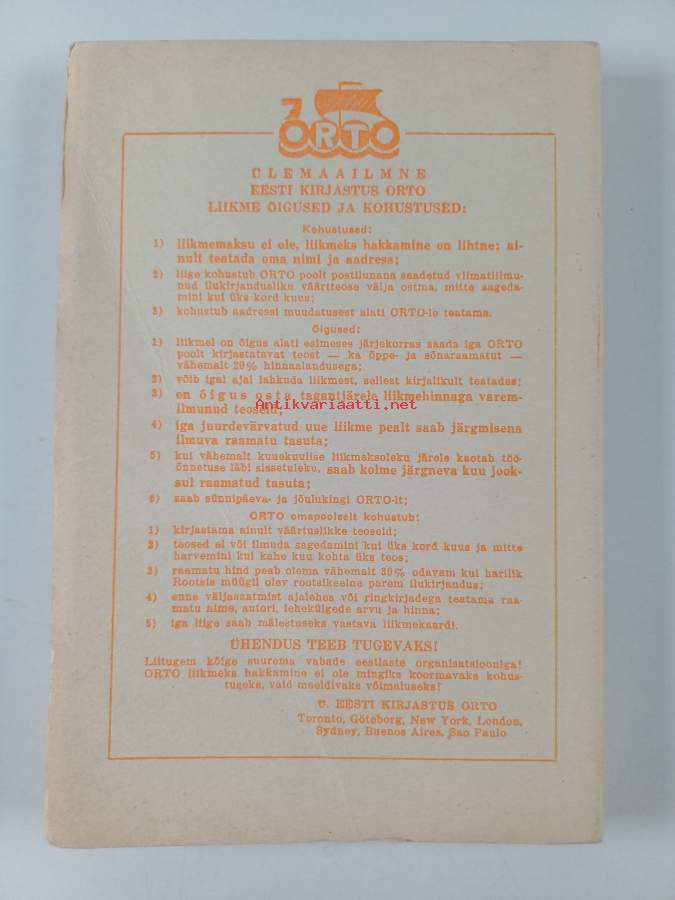 ORTO
ÜLEMAAILMNE
EESTI KIRJASTUS ORTO
LIIKME ÕIGUSED JA KOHUSTUSED:
Kohustused:
1) liikmemaksu ei ole, liikmeks hakkamine on lihtne: ai-
nult teatada oma nimi ja aadress;
2) liige kohustub ORTO poolt postilunana saadetud viimatiilmu-
nud ilukirjandusliku väärtteose välja ostma, mitte sageda-
mini kui üks kord kuus;
3) kohustub aadressi muudatusest alati ORTO-le teatama.
Õigused:
1) liikmel on õigus alati esimeses järjekorras saada iga ORTO
poolt kirjastatavat teost — ka õppe- ja sõnaraamatut —
vähemalt 20% hinnaalandusega;
2) võib igal ajal lahkuda liikmest, sellest kirjalikult teatades;
3) on õigus osta tagantjärele liikmehinnaga varem-
ilmunud teoseid;
Antikvariaatti.net
4) iga juurdevärvatud uue liikme pealt saab järgmisena
ilmuva raamatu tasuta;
5) kui vähemalt kuuekuulise liikmeksoleku järele kaotab töö-
õnnetuse läbi sissetuleku, saab kolme järgneva kuu jook-
sul raamatud tasuta;
6) saab sünnipäeva- ja jõulukingi ORTO-lt;
ORTO omapoolselt kohustub:
1) kirjastama ainult väärtuslikke teoseid;
2) teosed ei või ilmuda sagedamini kui üks kord kuus ja mitte
harvemini kui kahe kuu kohta üks teos;
3) raamatu hind peab olema vähemalt 30% odavam kui harilik
Rootsis müügil olev rootsikeelne parem ilukirjandus;
4) enne väljasaatmist ajalehes või ringkirjadega teatama raa-
matu nime, autori, lehekülgede arvu ja hinna;
5) iga liige saab mälestuseks vastava liikmekaardi.
ÜHENDUS TEEB TUGEVAKS!
Liitugem kõige suurema vabade eestlaste organisatsiooniga!
ORTO liikmeks hakkamine ei ole mingiks koormavaks kohus-
tuseks, vaid meeldivaks võimaluseks!
Ü. EESTI KIRJASTUS ORTO
Toronto, Göteborg, New York, London,
Sydney, Buenos Aires, Sao Paulo